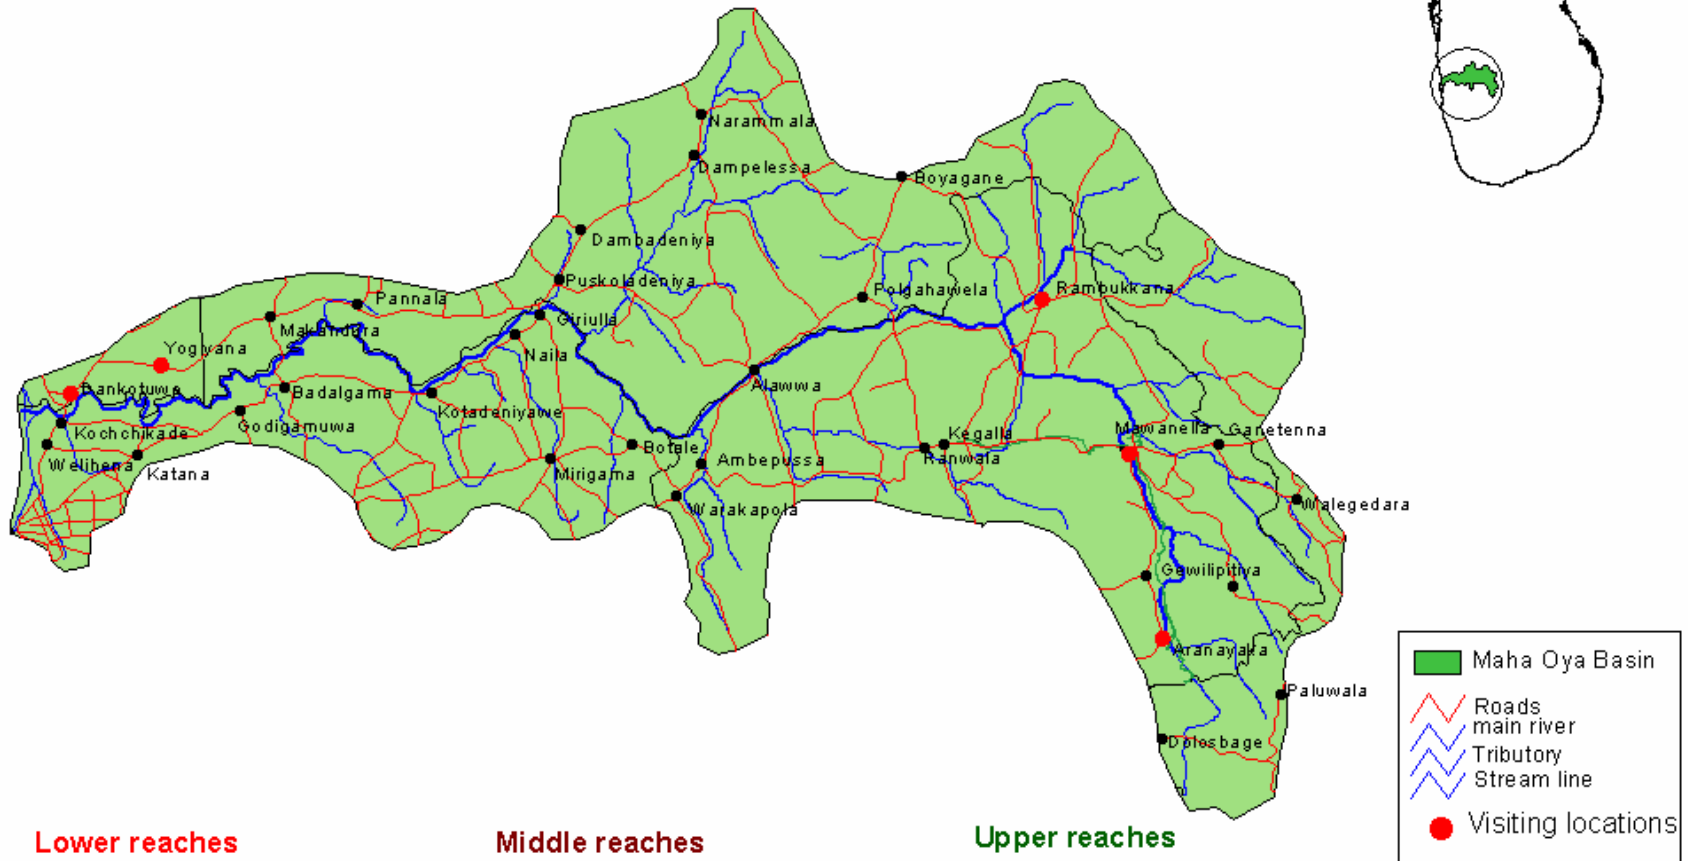 Narammala
Dampelessa
Boyagane
Dambadeniya
Puskoladeniya
Polgahawela
Rambukkana
Pannala
Makandura
Giriulla
Naila
Yogiyana
Bankotuwe
Badalgama
Kotadeniyawe
Alawwa
Godigamuwa
Kochchikade
Welihena
Katana
Botale
Mirigama
Ambepussa
Warakapola
Kegalla
Ranwala
Mawanella
Ganetenna
Walegedara
Gewilipitiya
Aranayaka
Paluwala
Dolosbage
Maha Oya Basin
Roads
main river
Tributory
Stream line
Visiting locations
Lower reaches
Middle reaches
Upper reaches